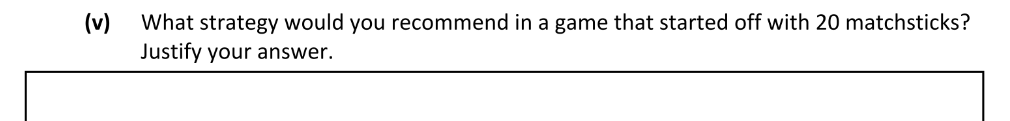 (v) What strategy would you recommend in a game that started off with 20 matchsticks?
Justify your answer.